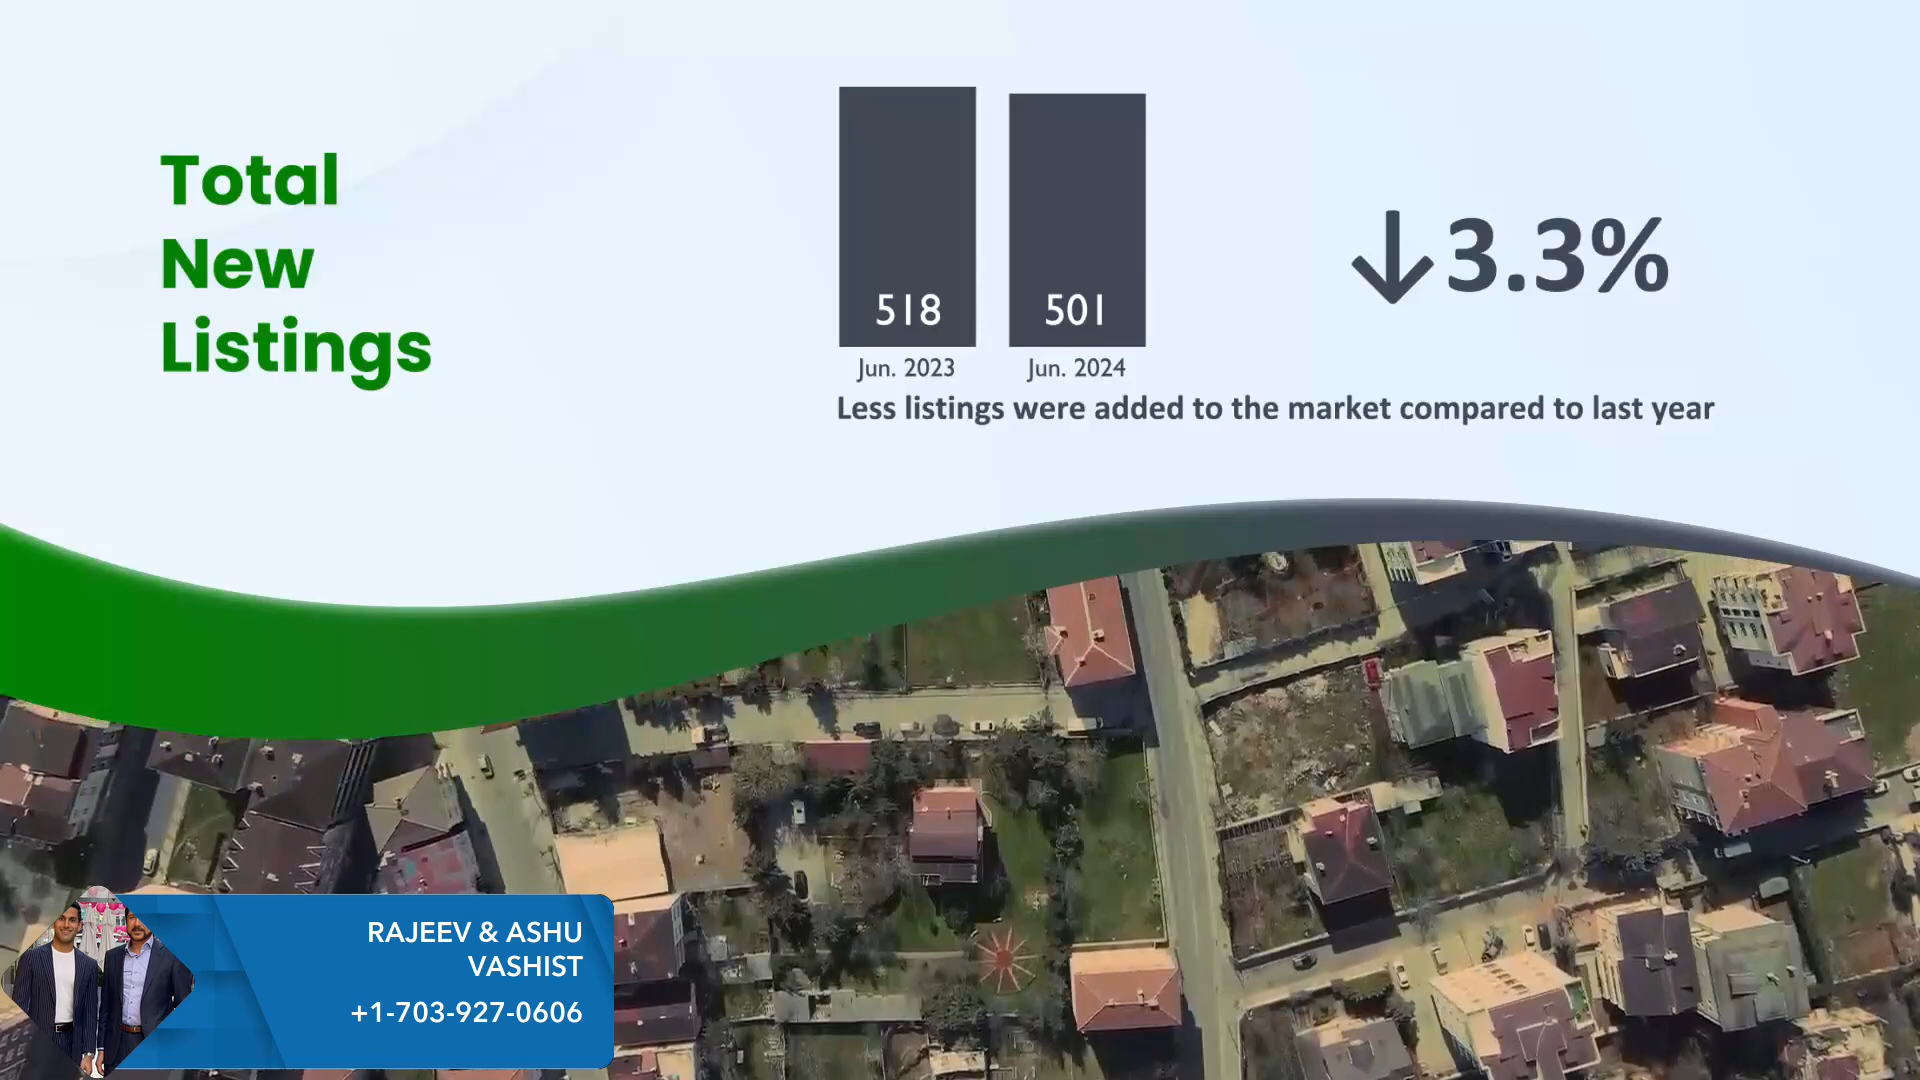 Total
New
Listings
518
501
Jun. 2023
Jun. 2024
↓3.3%
Less listings were added to the market compared to last year
RAJEEV & ASHU
VASHIST
+1-703-927-0606